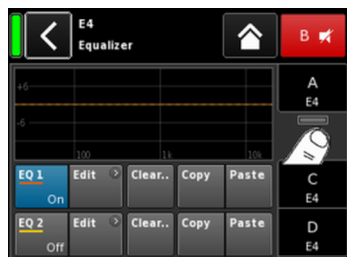 E4
Equalizer
B
+6
-6
100 1k 10k
A
E4
C
E4
D
E4
EQ 1
On
Edit
Clear..
Copy
Paste
EQ 2
Off
Edit
Clear..
Copy
Paste